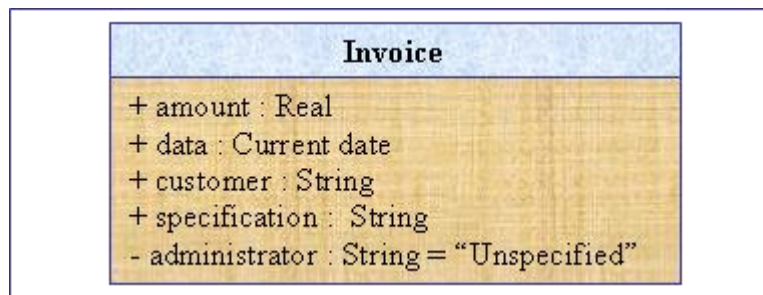 Invoice
+ amount : Real
+ data : Current date
+ customer : String
+ specification : String
- administrator : String = “Unspecified”